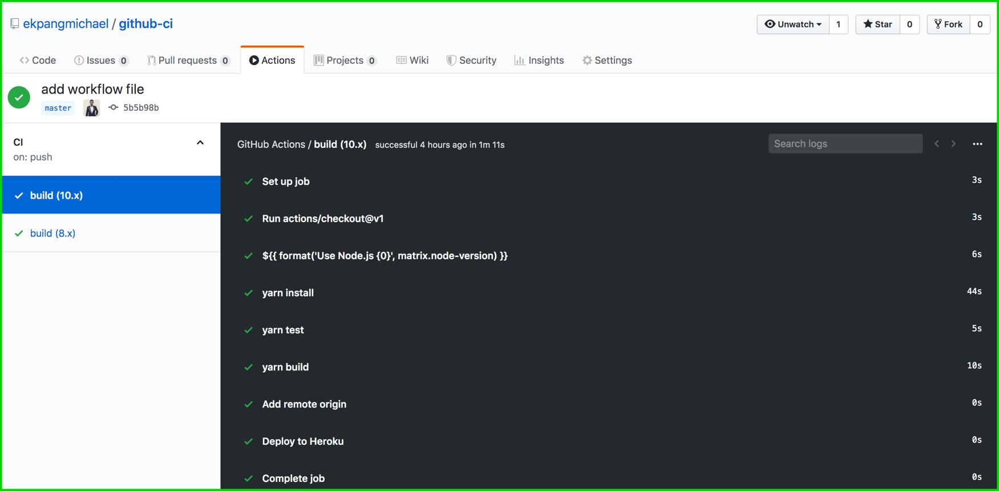 ekpangmichael / github-ci
Unwatch 1 Star 0 Fork 0
Code Issues 0 Pull requests 0 Actions Projects 0 Wiki Security Insights Settings
add workflow file
master 5b5b98b
CI
on: push
build (10.x)
build (8.x)
GitHub Actions / build (10.x) successful 4 hours ago in 1m 11s
Search logs
Set up job 3s
Run actions/checkout@v1 3s
${{ format('Use Node.js {0}', matrix.node-version) }} 6s
yarn install 44s
yarn test 5s
yarn build 10s
Add remote origin 0s
Deploy to Heroku 0s
Complete job 0s